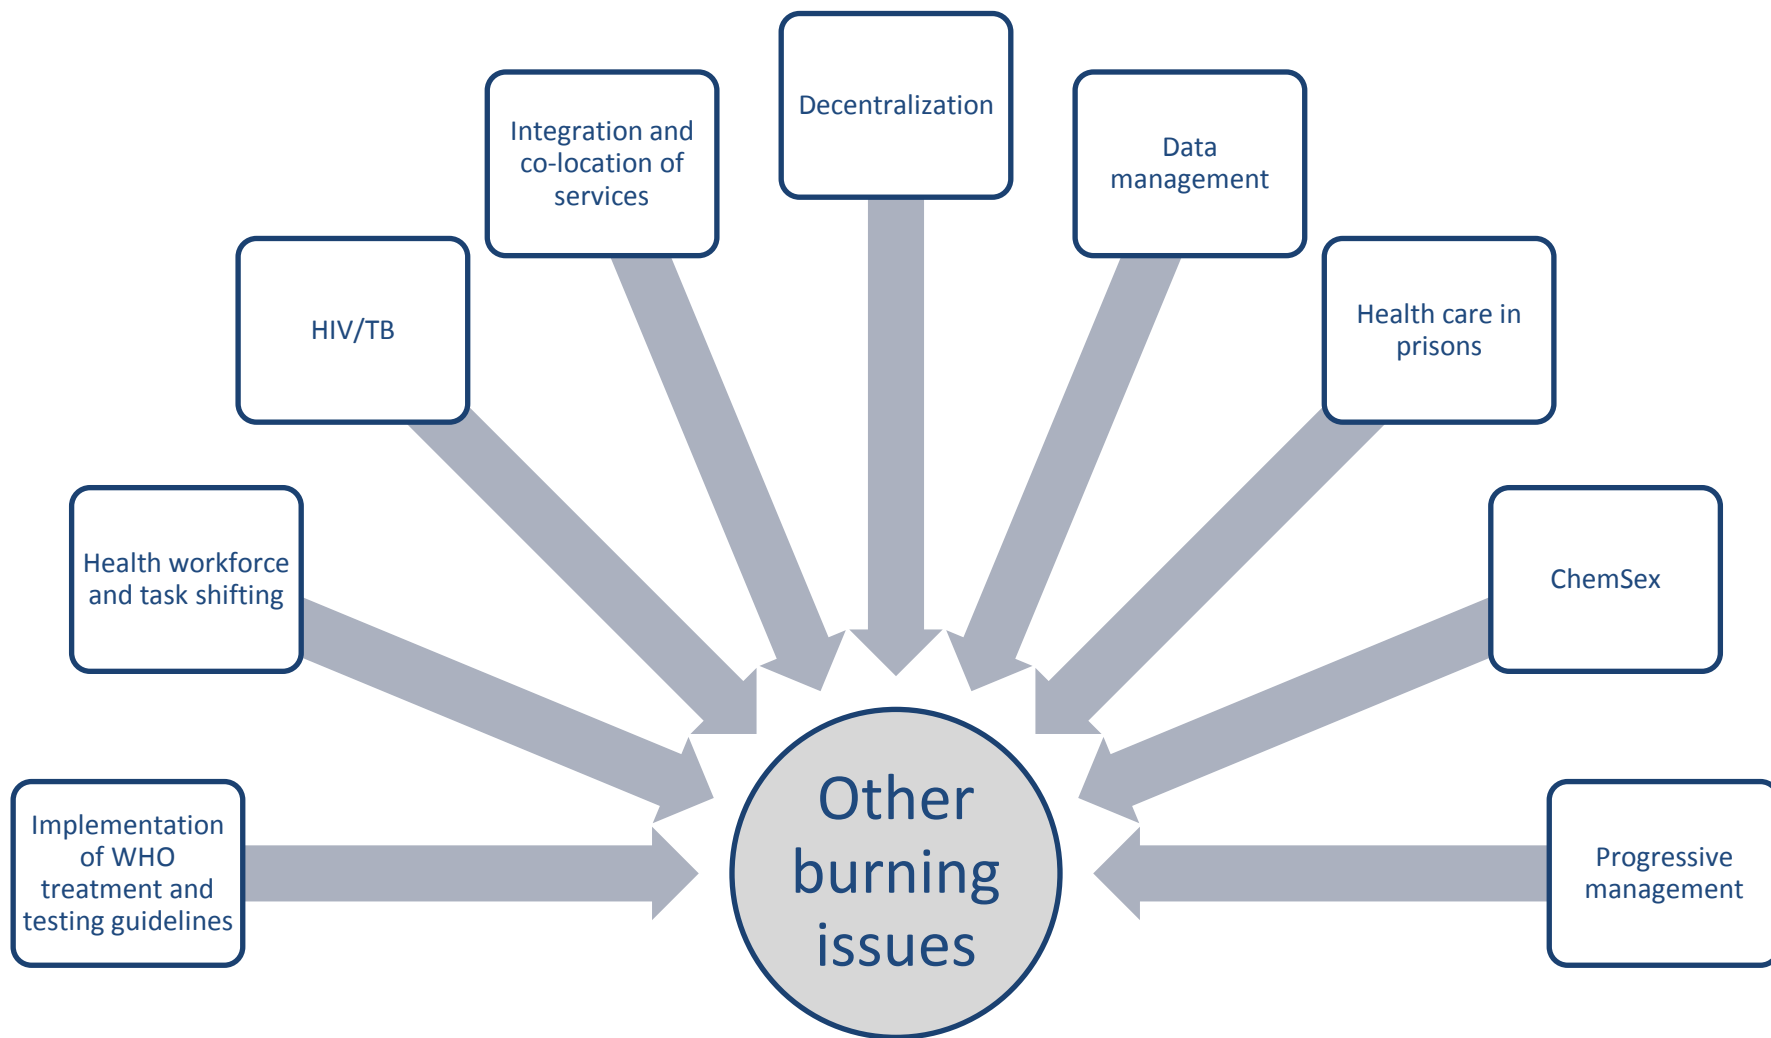 Decentralization
Integration and
co-location of
services
Data
management
HIV/TB
Health care in
prisons
Health workforce
and task shifting
ChemSex
Implementation
of WHO
treatment and
testing guidelines
Other
burning
issues
Progressive
management